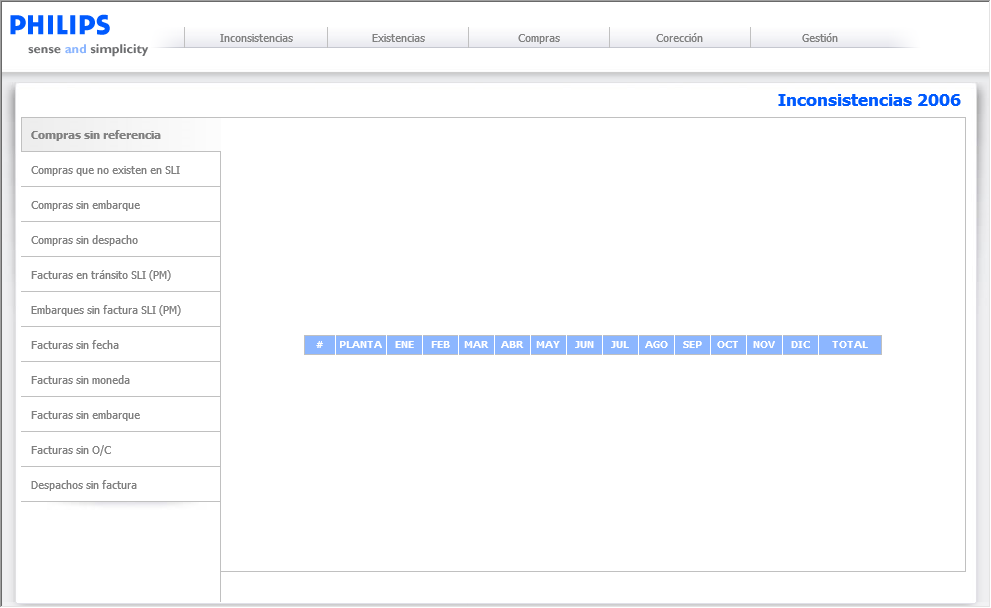 PHILIPS
sense and simplicity
Inconsistencias Existencias Compras Corección Gestión
Inconsistencias 2006
Compras sin referencia
Compras que no existen en SLI
Compras sin embarque
Compras sin despacho
Facturas en tránsito SLI (PM)
Embarques sin factura SLI (PM)
Facturas sin fecha
Facturas sin moneda
Facturas sin embarque
Facturas sin O/C
Despachos sin factura
# PLANTA ENE FEB MAR ABR MAY JUN JUL AGO SEP OCT NOV DIC TOTAL